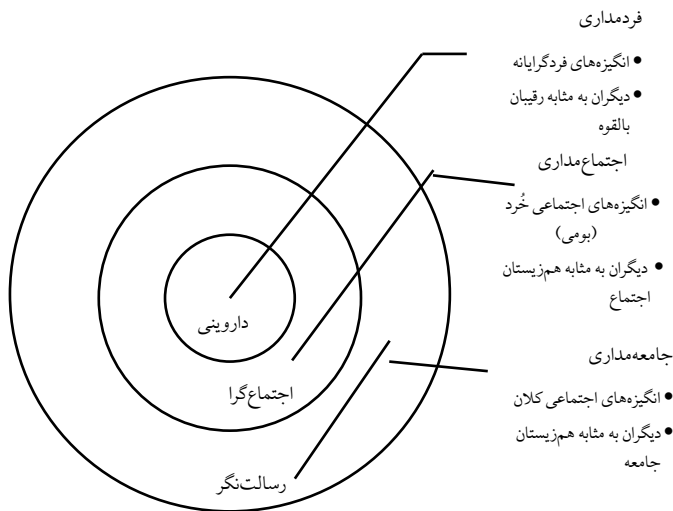 فردمداری
● انگیزه‌های فردگرایانه
● دیگران به مثابه رقیبان
بالقوه
اجتماع‌مداری
● انگیزه‌های اجتماعی خُرد
(بومی)
● دیگران به مثابه هم‌زیستان
اجتماع
جامعه‌مداری
● انگیزه‌های اجتماعی کلان
● دیگران به مثابه هم‌زیستان
جامعه
داروینی
اجتماع‌گرا
رسالت‌نگر